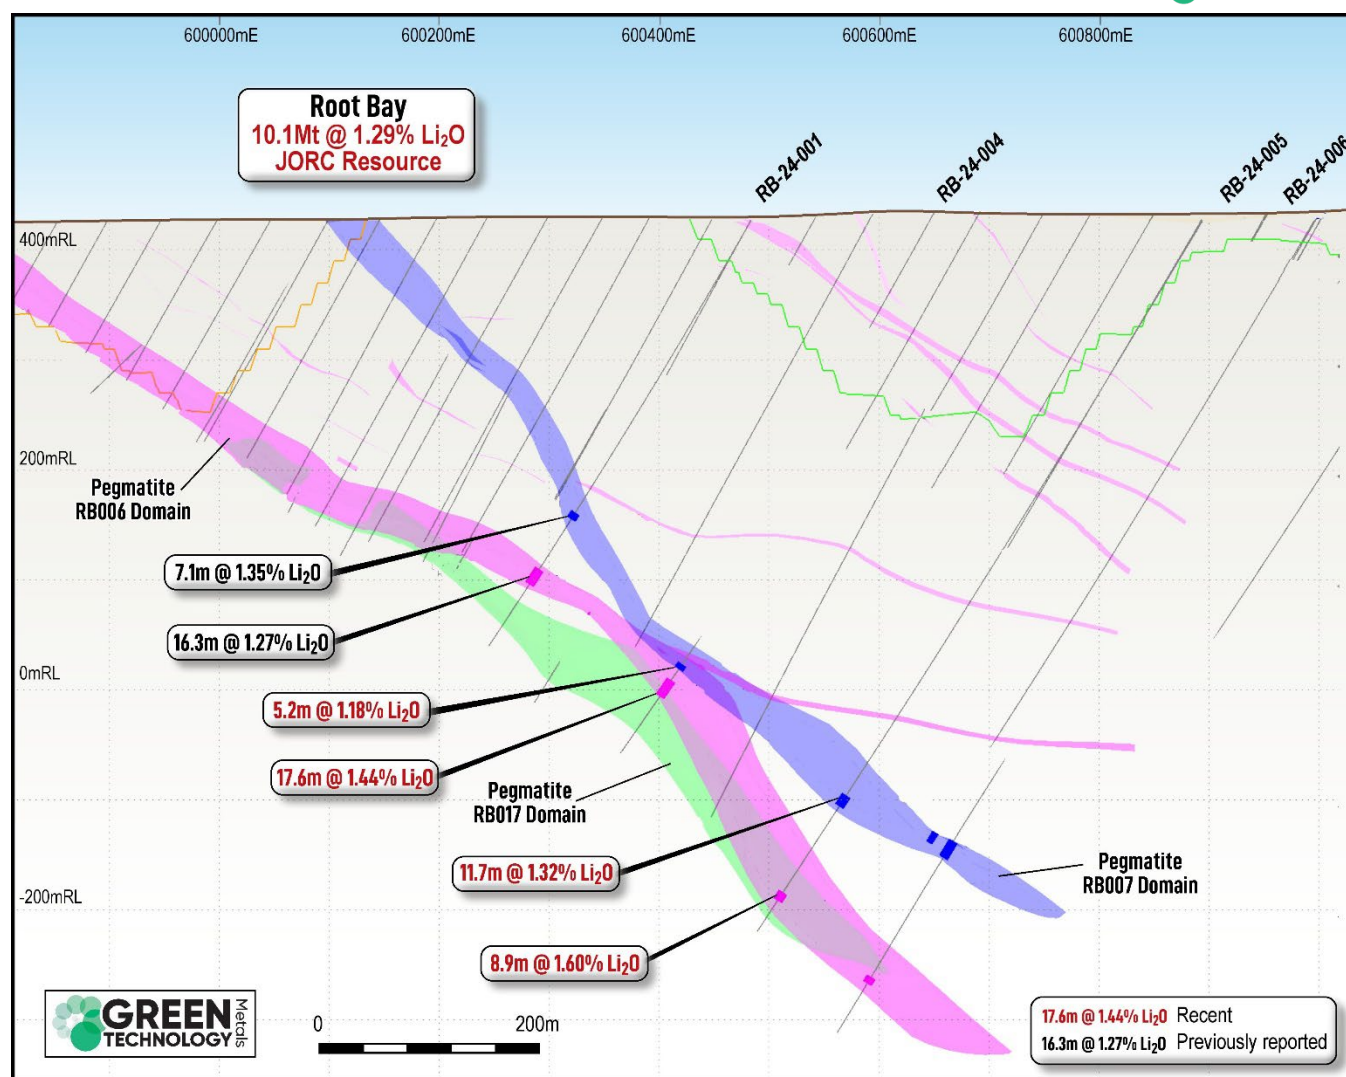 600000mE
600200mE
600400mE
600600mE
600800mE
Root Bay
10.1Mt @ 1.29% Li₂O
JORC Resource
RB-24-001
RB-24-004
RB-24-005
RB-24-006
400mRL
200mRL
Pegmatite
RB006 Domain
7.1m @ 1.35% Li₂O
16.3m @ 1.27% Li₂O
0mRL
5.2m @ 1.18% Li₂O
17.6m @ 1.44% Li₂O
Pegmatite
RB017 Domain
11.7m @ 1.32% Li₂O
Pegmatite
RB007 Domain
-200mRL
8.9m @ 1.60% Li₂O
GREEN
TECHNOLOGY
Metals
0
200m
17.6m @ 1.44% Li₂O Recent
16.3m @ 1.27% Li₂O Previously reported